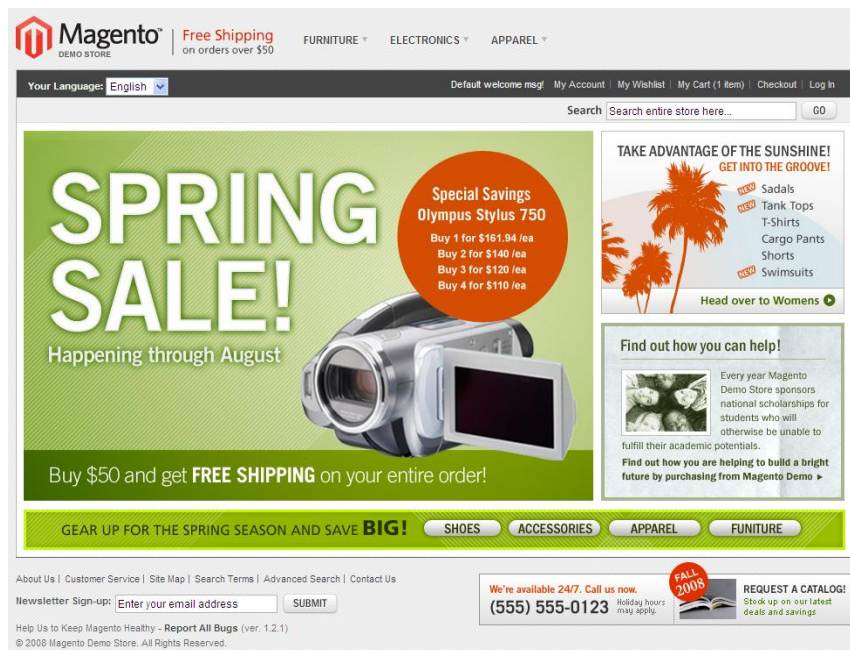 Magento™
DEMO STORE
Free Shipping
on orders over $50
FURNITURE
ELECTRONICS
APPAREL
Your Language: English
Default welcome msg! My Account | My Wishlist | My Cart (1 item) | Checkout | Log In
Search Search entire store here... GO
SPRING
SALE!
Happening through August
Special Savings
Olympus Stylus 750
Buy 1 for $161.94 /ea
Buy 2 for $140 /ea
Buy 3 for $120 /ea
Buy 4 for $110 /ea
Buy $50 and get FREE SHIPPING on your entire order!
TAKE ADVANTAGE OF THE SUNSHINE!
GET INTO THE GROOVE!
NEW Sadals
NEW Tank Tops
T-Shirts
Cargo Pants
Shorts
NEW Swimsuits
Head over to Womens
Find out how you can help!
Every year Magento
Demo Store sponsors
national scholarships for
students who will
otherwise be unable to
fulfill their academic potentials.
Find out how you are helping to build a bright
future by purchasing from Magento Demo ►
GEAR UP FOR THE SPRING SEASON AND SAVE BIG! SHOES ACCESSORIES APPAREL FUNITURE
About Us | Customer Service | Site Map | Search Terms | Advanced Search | Contact Us
Newsletter Sign-up: Enter your email address SUBMIT
Help Us to Keep Magento Healthy - Report All Bugs (ver. 1.2.1)
© 2008 Magento Demo Store. All Rights Reserved.
We're available 24/7. Call us now.
(555) 555-0123 Holiday hours
may apply.
FALL
2008
REQUEST A CATALOG!
Stock up on our latest
deals and savings